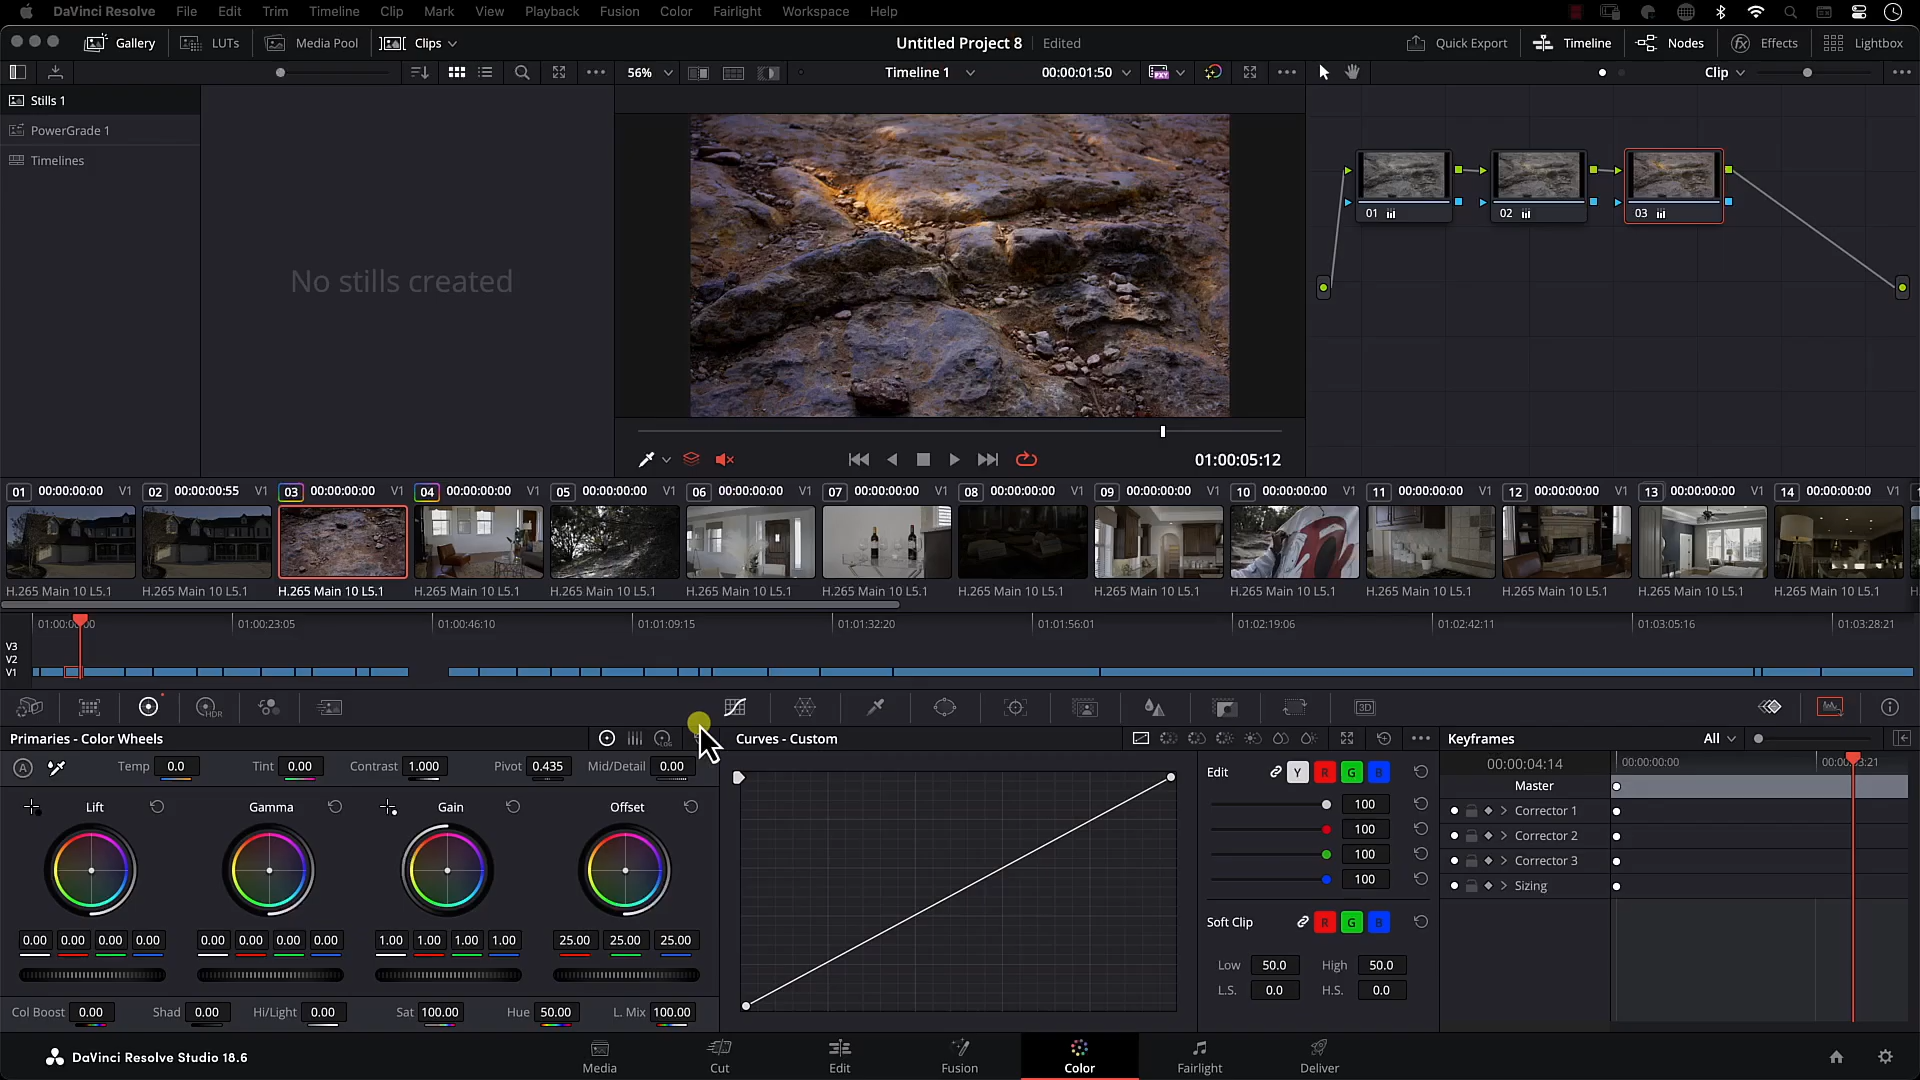 DaVinci Resolve File Edit Trim Timeline Clip Mark View Playback Fusion Color Fairlight Workspace Help
Gallery LUTs Media Pool Clips Untitled Project 8 Edited Quick Export Timeline Nodes Effects Lightbox
56% Timeline 1 00:00:01:50 Clip
Stills 1
PowerGrade 1
Timelines
No stills created
01 02 03
01:00:05:12
01 00:00:00:00 V1 02 00:00:00:55 V1 03 00:00:00:00 V1 04 00:00:00:00 V1 05 00:00:00:00 V1 06 00:00:00:00 V1 07 00:00:00:00 V1 08 00:00:00:00 V1 09 00:00:00:00 V1 10 00:00:00:00 V1 11 00:00:00:00 V1 12 00:00:00:00 V1 13 00:00:00:00 V1 14 00:00:00:00 V1
H.265 Main 10 L5.1 H.265 Main 10 L5.1 H.265 Main 10 L5.1 H.265 Main 10 L5.1 H.265 Main 10 L5.1 H.265 Main 10 L5.1 H.265 Main 10 L5.1 H.265 Main 10 L5.1 H.265 Main 10 L5.1 H.265 Main 10 L5.1 H.265 Main 10 L5.1 H.265 Main 10 L5.1 H.265 Main 10 L5.1 H.265 Main 10 L5.1
01:00:23:05 01:00:46:10 01:01:09:15 01:01:32:20 01:01:56:01 01:02:19:06 01:02:42:11 01:03:05:16 01:03:28:21
V3
V2
V1
HDR 3D
Primaries - Color Wheels LOG Curves - Custom Keyframes All
A Temp 0.0 Tint 0.00 Contrast 1.000 Pivot 0.435 Mid/Detail 0.00 Edit Y R G B 00:00:04:14 00:00:00:00
Master
Lift Gamma Gain Offset 100 Corrector 1
100 Corrector 2
100 Corrector 3
100 Sizing
Soft Clip R G B
0.00 0.00 0.00 0.00 0.00 0.00 0.00 0.00 1.00 1.00 1.00 1.00 25.00 25.00 25.00
Low 50.0 High 50.0
L.S. 0.0 H.S. 0.0
Col Boost 0.00 Shad 0.00 Hi/Light 0.00 Sat 100.00 Hue 50.00 L. Mix 100.00
DaVinci Resolve Studio 18.6 Media Cut Edit Fusion Color Fairlight Deliver